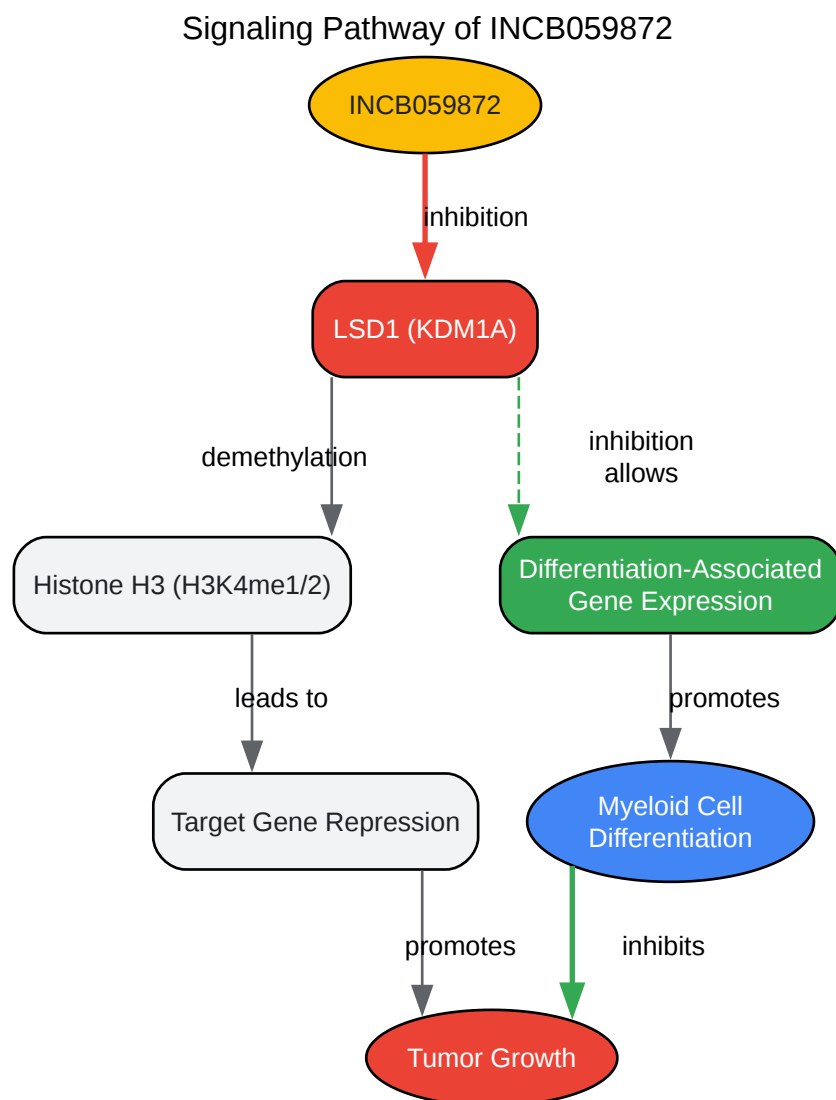 Signaling Pathway of INCB059872
INCB059872
inhibition
LSD1 (KDM1A)
demethylation
inhibition
allows
Histone H3 (H3K4me1/2)
Differentiation-Associated
Gene Expression
leads to
promotes
Target Gene Repression
Myeloid Cell
Differentiation
promotes
inhibits
Tumor Growth